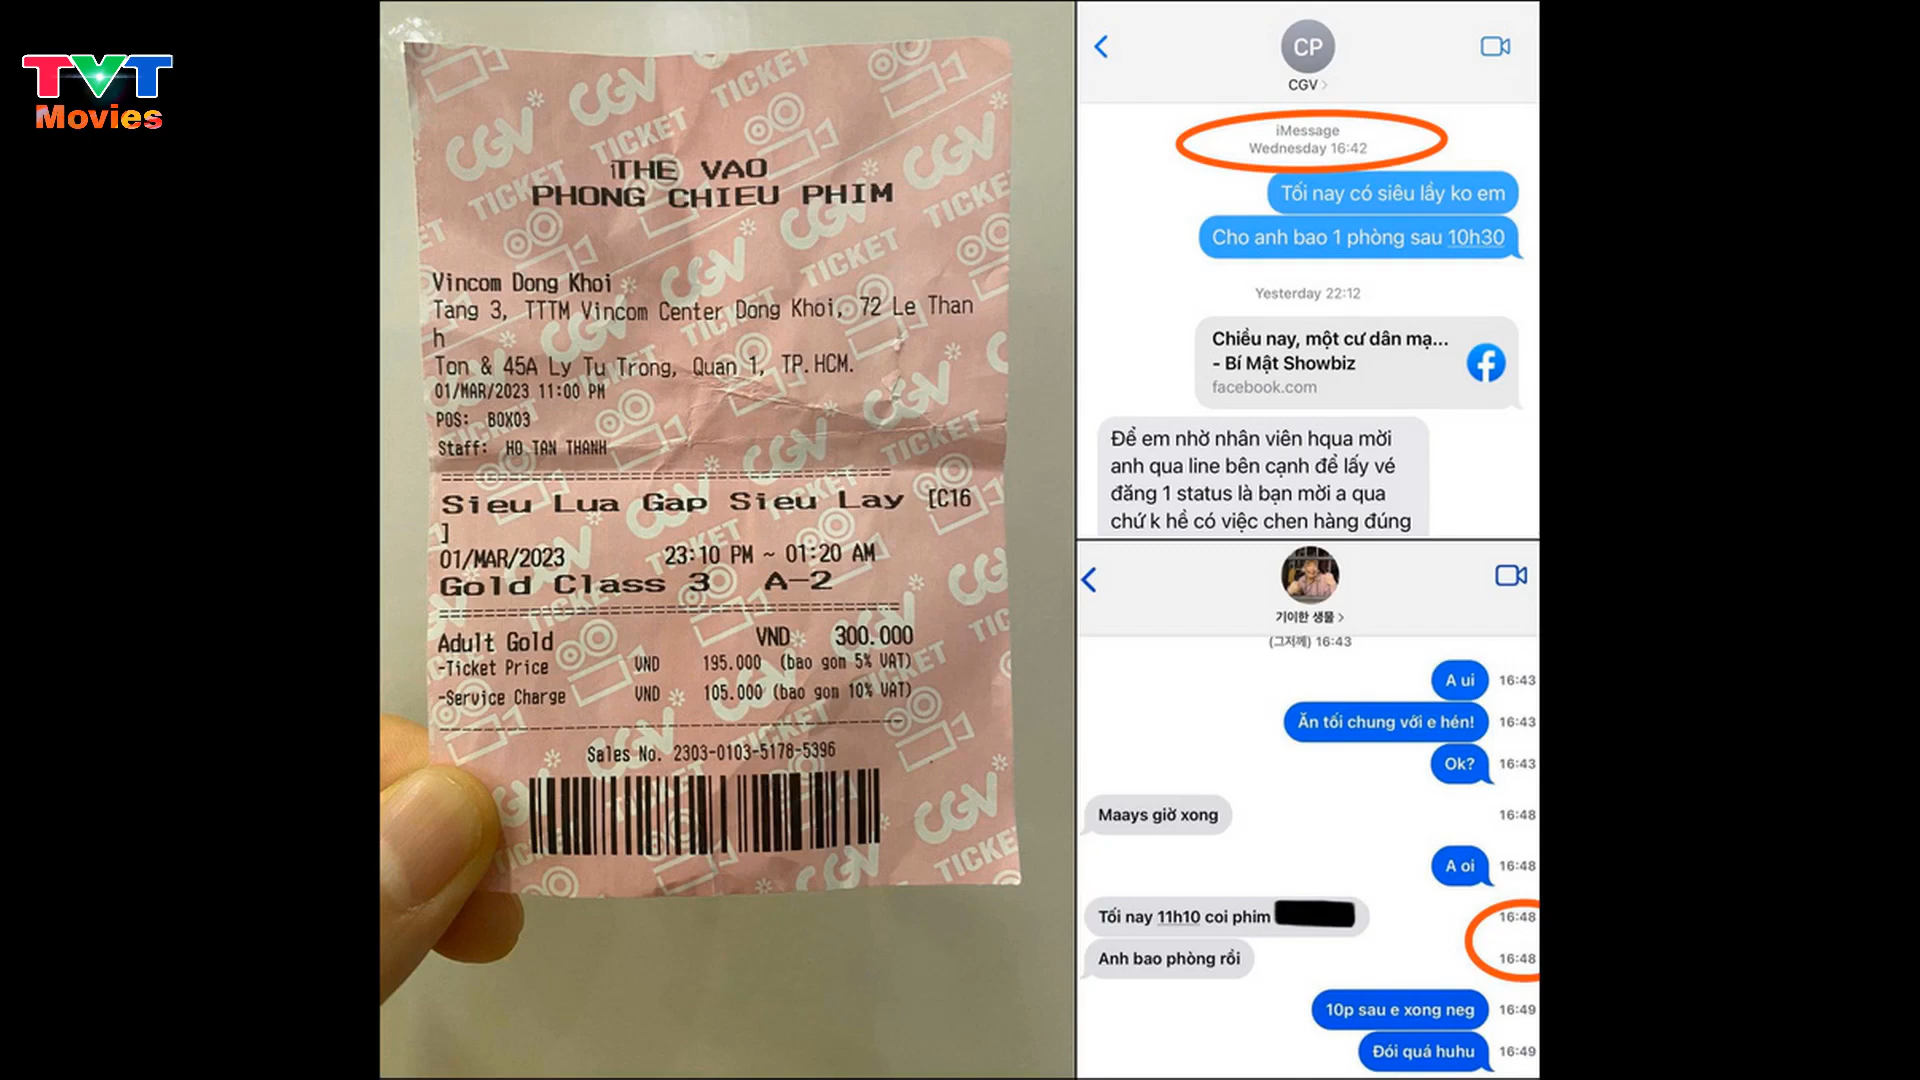 TVT
Movies
THE VAO
PHONG CHIEU PHIM
Vincom Dong Khoi
Tang 3, TTTM Vincom Center Dong Khoi, 72 Le Than
h
Ton & 45A Ly Tu Trong, Quan 1, TP.HCM.
01/MAR/2023 11:00 PM
POS: BOX03
Staff: HO TAN THANH
Sieu Lua Gap Sieu Lay [C16
]
01/MAR/2023 23:10 PM ~ 01:20 AM
Gold Class 3 A-2
Adult Gold VND 300.000
-Ticket Price VND 195.000 (bao gom 5% VAT)
-Service Charge VND 105.000 (bao gom 10% VAT)
Sales No. 2303-0103-5178-5396
CGV TICKET
CP
CGV
iMessage
Wednesday 16:42
Tối nay có siêu lầy ko em
Cho anh bao 1 phòng sau 10h30
Yesterday 22:12
Chiều nay, một cư dân mạ...
- Bí Mật Showbiz
facebook.com
Để em nhờ nhân viên hqua mời
anh qua line bên cạnh để lấy vé
đăng 1 status là bạn mời a qua
chứ k hề có việc chen hàng đúng
기이한 생물
(그저께) 16:43
A ui 16:43
Ăn tối chung với e hén! 16:43
Ok? 16:43
Maays giờ xong 16:48
A oi 16:48
Tối nay 11h10 coi phim 16:48
Anh bao phòng rồi 16:48
10p sau e xong neg 16:49
Đói quá huhu 16:49